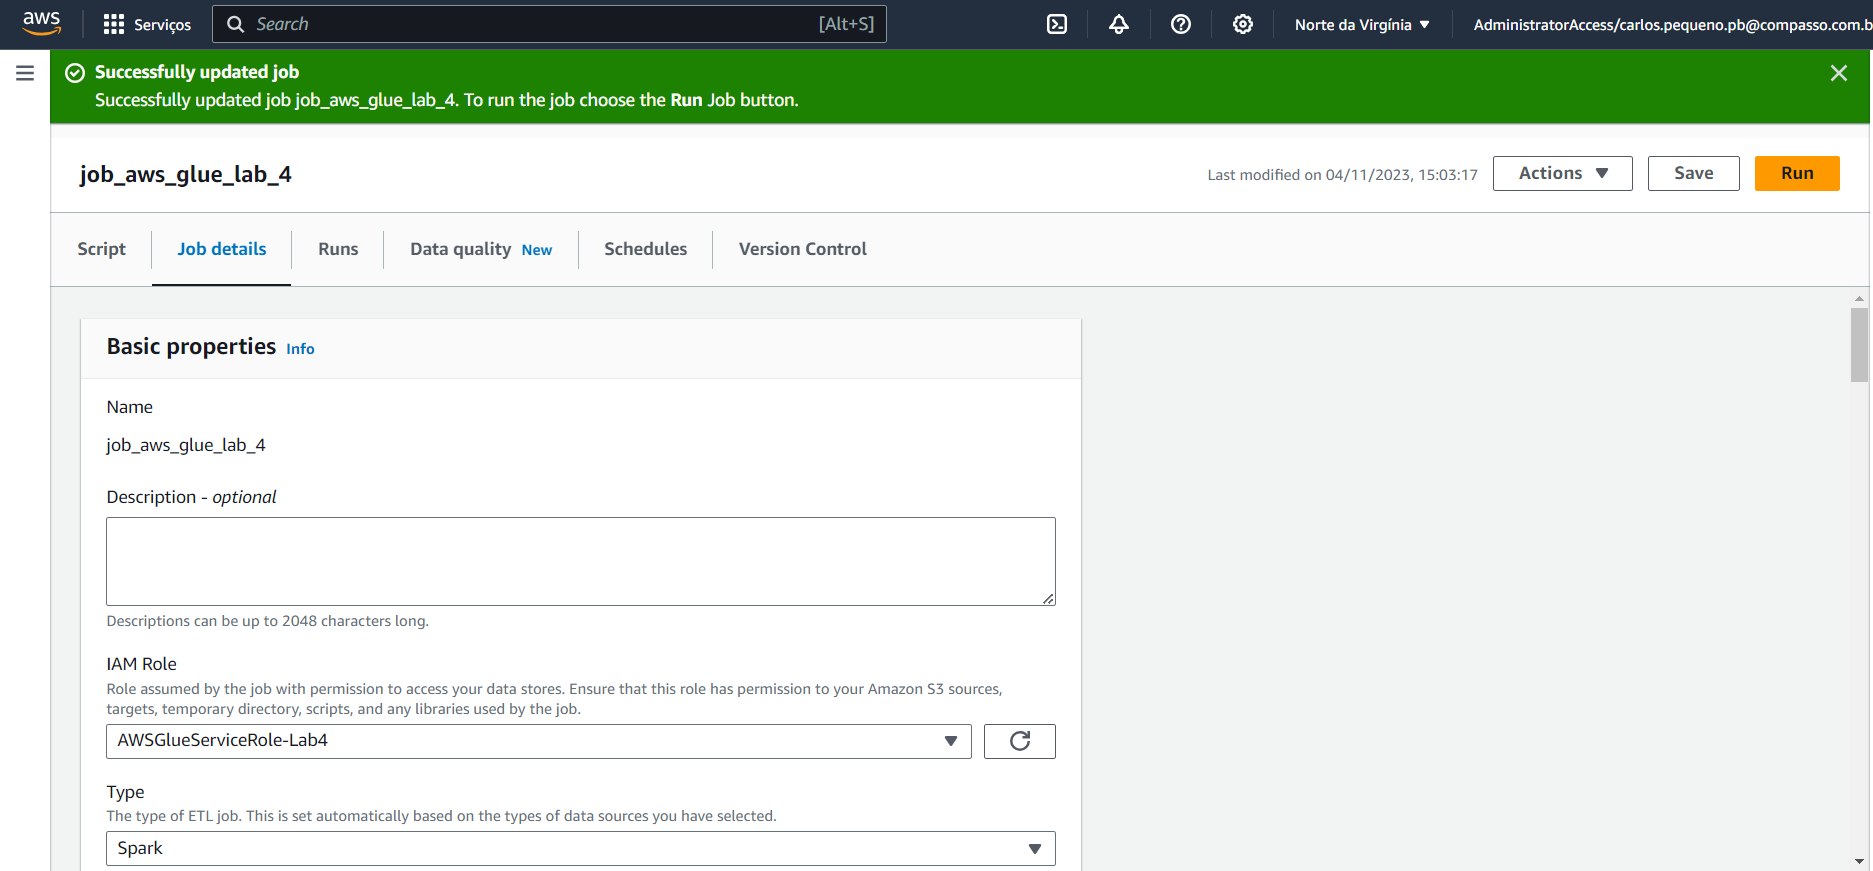 aws
Serviços
Search
[Alt+S]
Norte da Virgínia
AdministratorAccess/carlos.pequeno.pb@compasso.com.b
Successfully updated job
Successfully updated job job_aws_glue_lab_4. To run the job choose the Run Job button.
job_aws_glue_lab_4
Last modified on 04/11/2023, 15:03:17
Actions
Save
Run
Script
Job details
Runs
Data quality New
Schedules
Version Control
Basic properties Info
Name
job_aws_glue_lab_4
Description - optional
Descriptions can be up to 2048 characters long.
IAM Role
Role assumed by the job with permission to access your data stores. Ensure that this role has permission to your Amazon S3 sources,
targets, temporary directory, scripts, and any libraries used by the job.
AWSGlueServiceRole-Lab4
Type
The type of ETL job. This is set automatically based on the types of data sources you have selected.
Spark